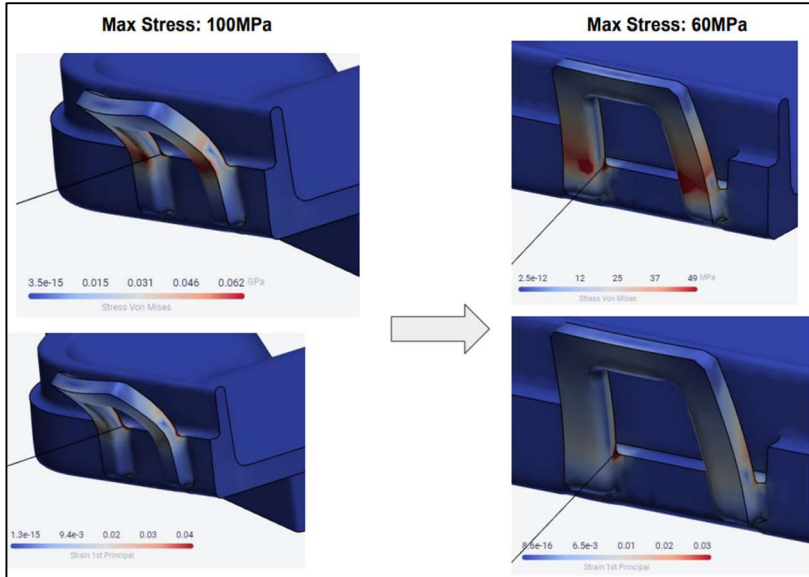 Max Stress: 100MPa
Max Stress: 60MPa
3.5e-15 0.015 0.031 0.046 0.062 GPa
Stress Von Mises
2.5e-12 12 25 37 49 MPa
Stress Von Mises
1.3e-15 9.4e-3 0.02 0.03 0.04
Strain 1st Principal
8.6e-16 6.5e-3 0.01 0.02 0.03
Strain 1st Principal